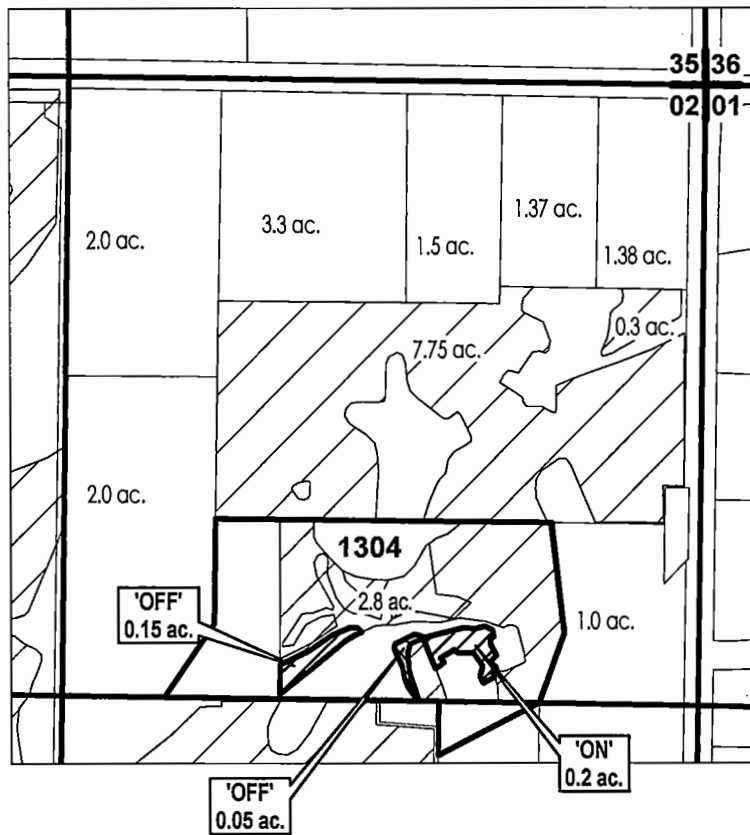 35 36
02 01
2.0 ac.
3.3 ac.
1.5 ac.
1.37 ac.
1.38 ac.
0.3 ac.
7.75 ac.
2.0 ac.
1304
2.8 ac.
1.0 ac.
'OFF'
0.15 ac.
'OFF'
0.05 ac.
'ON'
0.2 ac.